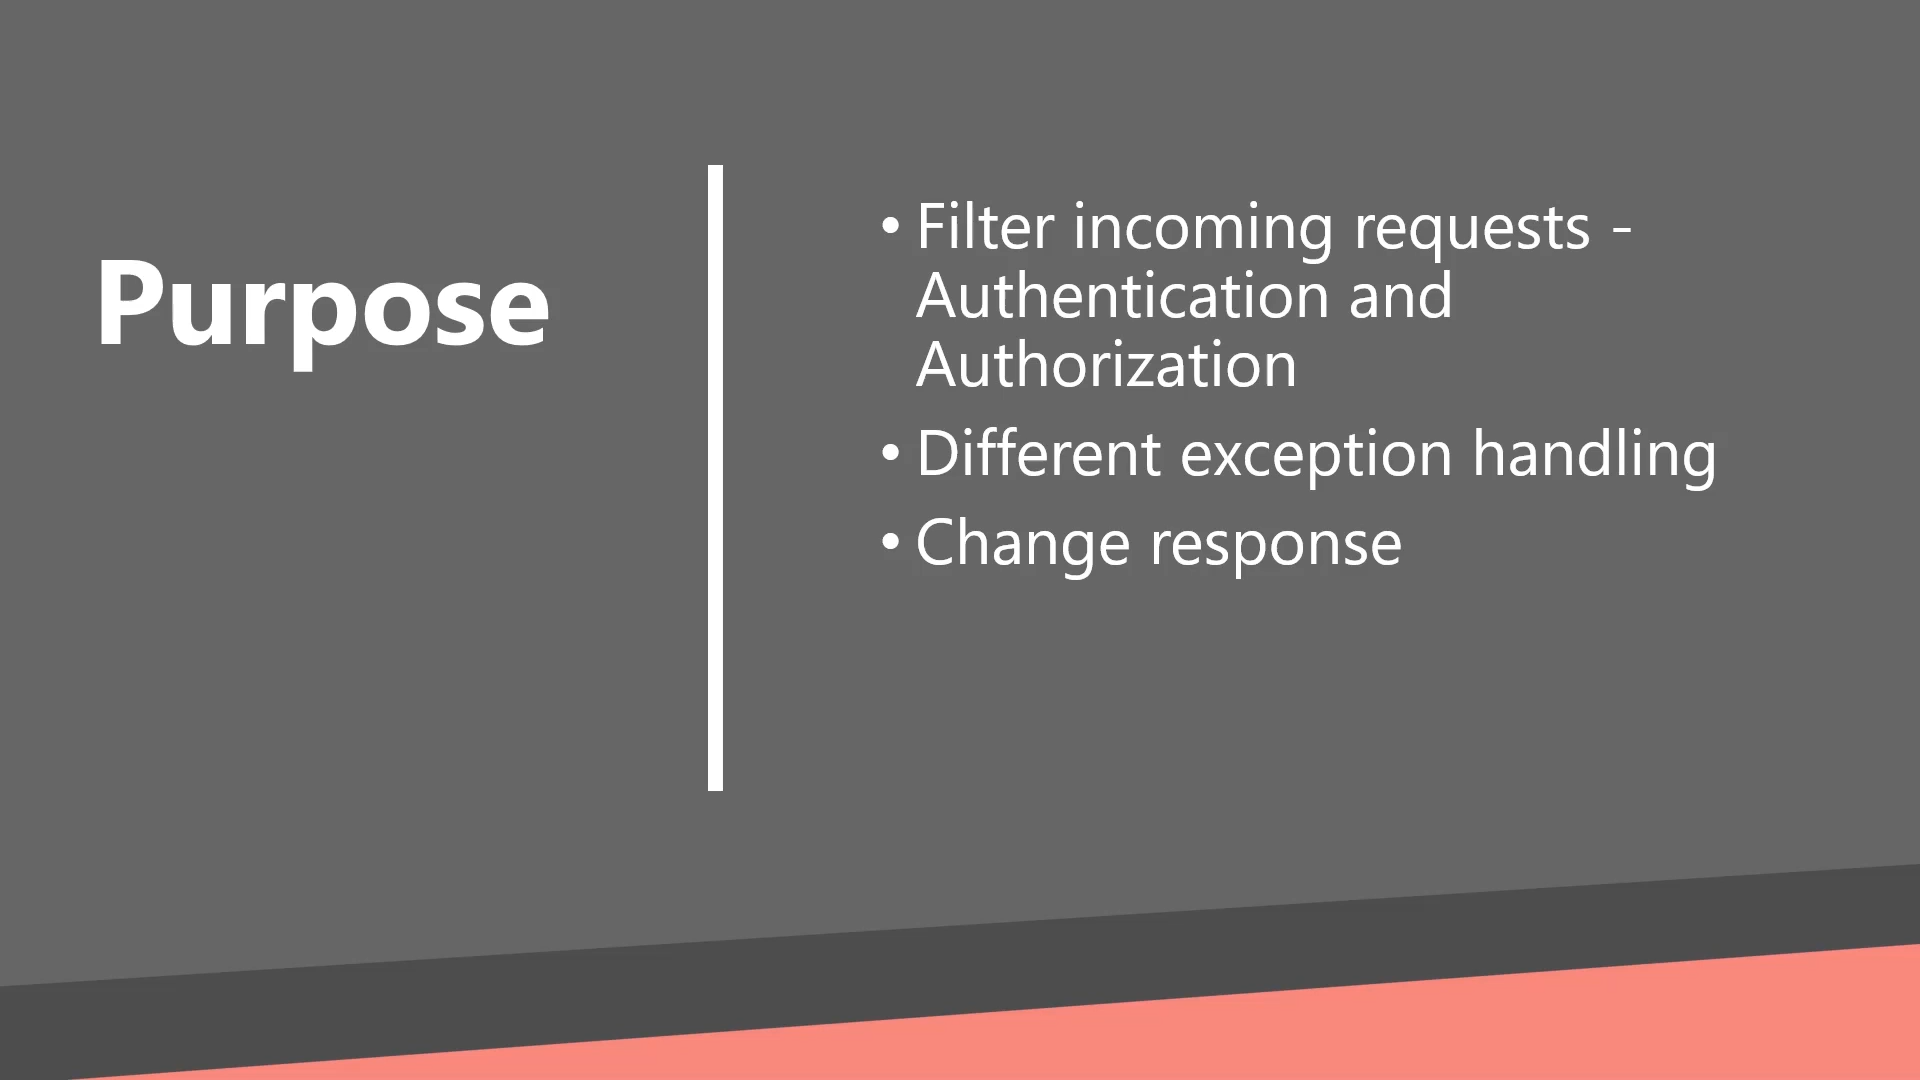 Purpose
• Filter incoming requests -
Authentication and
Authorization
• Different exception handling
• Change response